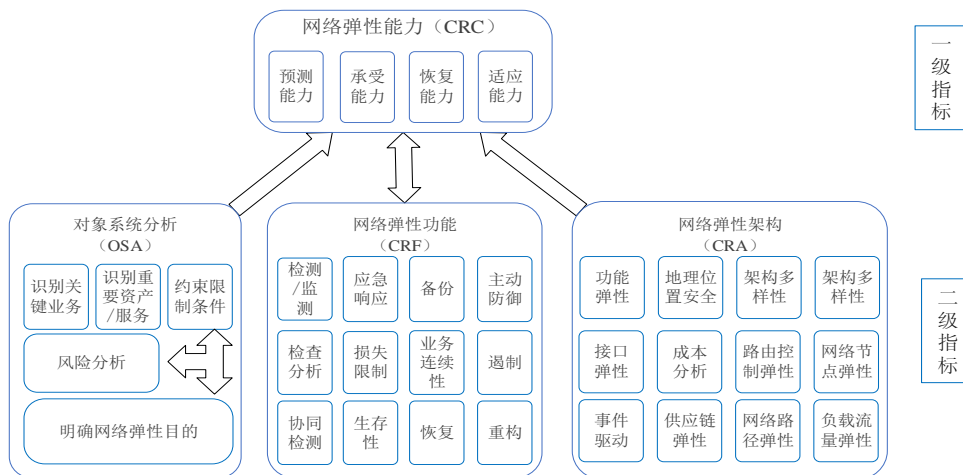 网络弹性能力（CRC）
预测
能力
承受
能力
恢复
能力
适应
能力
一
级
指
标
对象系统分析
（OSA）
识别关
键业务
识别重
要资产
/服务
约束限
制条件
风险分析
明确网络弹性目的
网络弹性功能
（CRF）
检测
/监
测
应急
响应
备份
主动
防御
检查
分析
损失
限制
业务
连续
性
遏制
协同
检测
生存
性
恢复
重构
网络弹性架构
（CRA）
功能
弹性
地理位
置安全
架构多
样性
架构多
样性
接口
弹性
成本
分析
路由控
制弹性
网络节
点弹性
事件
驱动
供应链
弹性
网络路
径弹性
负载流
量弹性
二
级
指
标